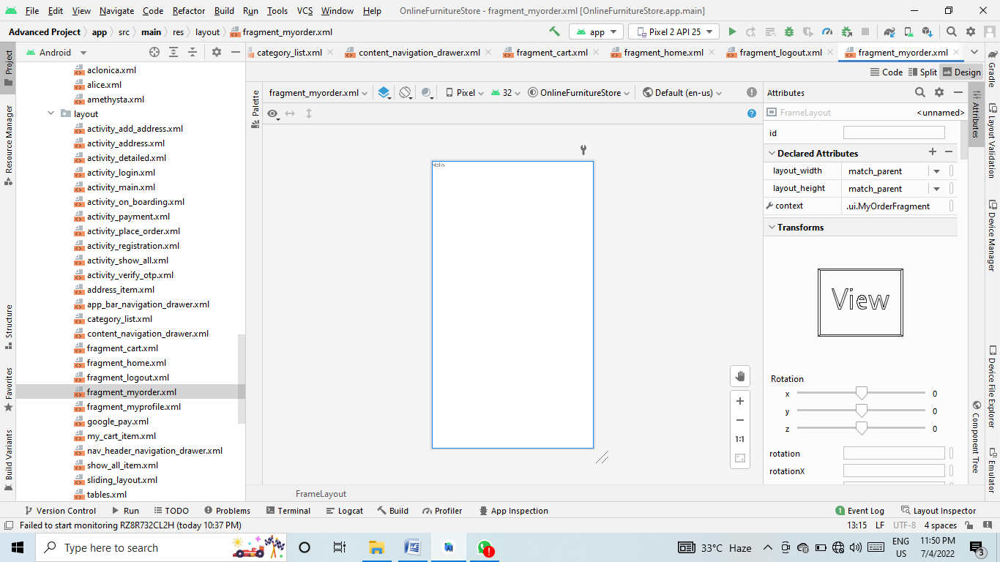 File Edit View Navigate Code Refactor Build Run Tools VCS Window Help OnlineFurnitureStore - fragment_myorder.xml [OnlineFurnitureStore.app.main]
Advanced Project app src main res layout fragment_myorder.xml app Pixel 2 API 25
Android
category_list.xml content_navigation_drawer.xml fragment_cart.xml fragment_home.xml fragment_logout.xml fragment_myorder.xml
Code Split Design
Project
Resource Manager
Structure
Favorites
Build Variants
aclonica.xml
alice.xml
amethysta.xml
layout
activity_add_address.xml
activity_address.xml
activity_detailed.xml
activity_login.xml
activity_main.xml
activity_on_boarding.xml
activity_payment.xml
activity_place_order.xml
activity_registration.xml
activity_show_all.xml
activity_verify_otp.xml
address_item.xml
app_bar_navigation_drawer.xml
category_list.xml
content_navigation_drawer.xml
fragment_cart.xml
fragment_home.xml
fragment_logout.xml
fragment_myorder.xml
fragment_myprofile.xml
google_pay.xml
my_cart_item.xml
nav_header_navigation_drawer.xml
show_all_item.xml
sliding_layout.xml
tables.xml
Palette
fragment_myorder.xml Pixel 32 OnlineFurnitureStore Default (en-us)
Hello
1:1
FrameLayout
Attributes
FrameLayout <unnamed>
id
Declared Attributes
layout_width match_parent
layout_height match_parent
context .ui.MyOrderFragment
Transforms
View
Rotation
x 0
y 0
z 0
rotation
rotationX
Attributes
Component Tree
Gradle
Layout Validation
Device Manager
Device File Explorer
Emulator
Version Control Run TODO Problems Terminal Logcat Build Profiler App Inspection 1 Event Log Layout Inspector
Failed to start monitoring RZ8R732CL2H (today 10:37 PM) 13:15 LF UTF-8 4 spaces
Type here to search 33°C Haze ENG US 11:50 PM 7/4/2022 3